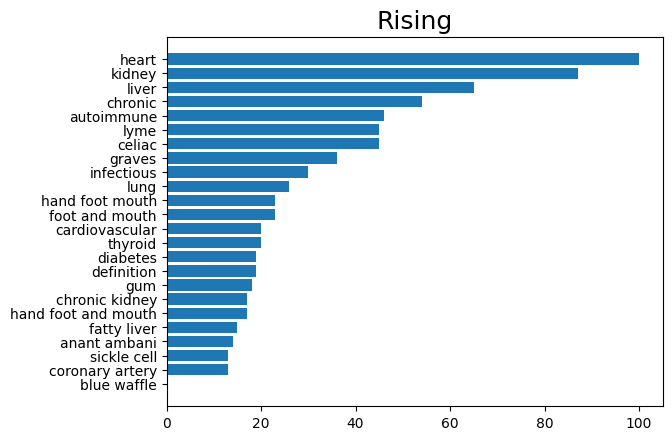 Rising
heart
kidney
liver
chronic
autoimmune
lyme
celiac
graves
infectious
lung
hand foot mouth
foot and mouth
cardiovascular
thyroid
diabetes
definition
gum
chronic kidney
hand foot and mouth
fatty liver
anant ambani
sickle cell
coronary artery
blue waffle
0 20 40 60 80 100